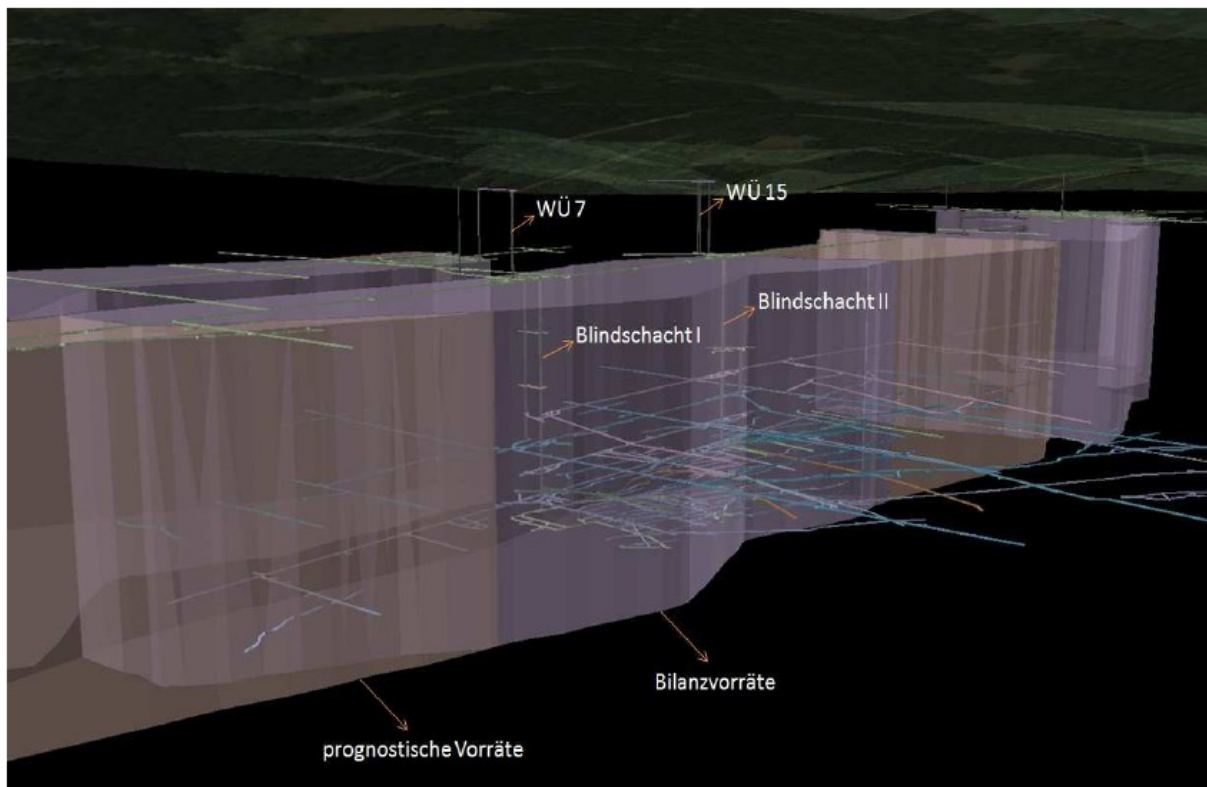 WÜ 7
WÜ 15
Blindschacht I
Blindschacht II
Bilanzvorräte
prognostische Vorräte